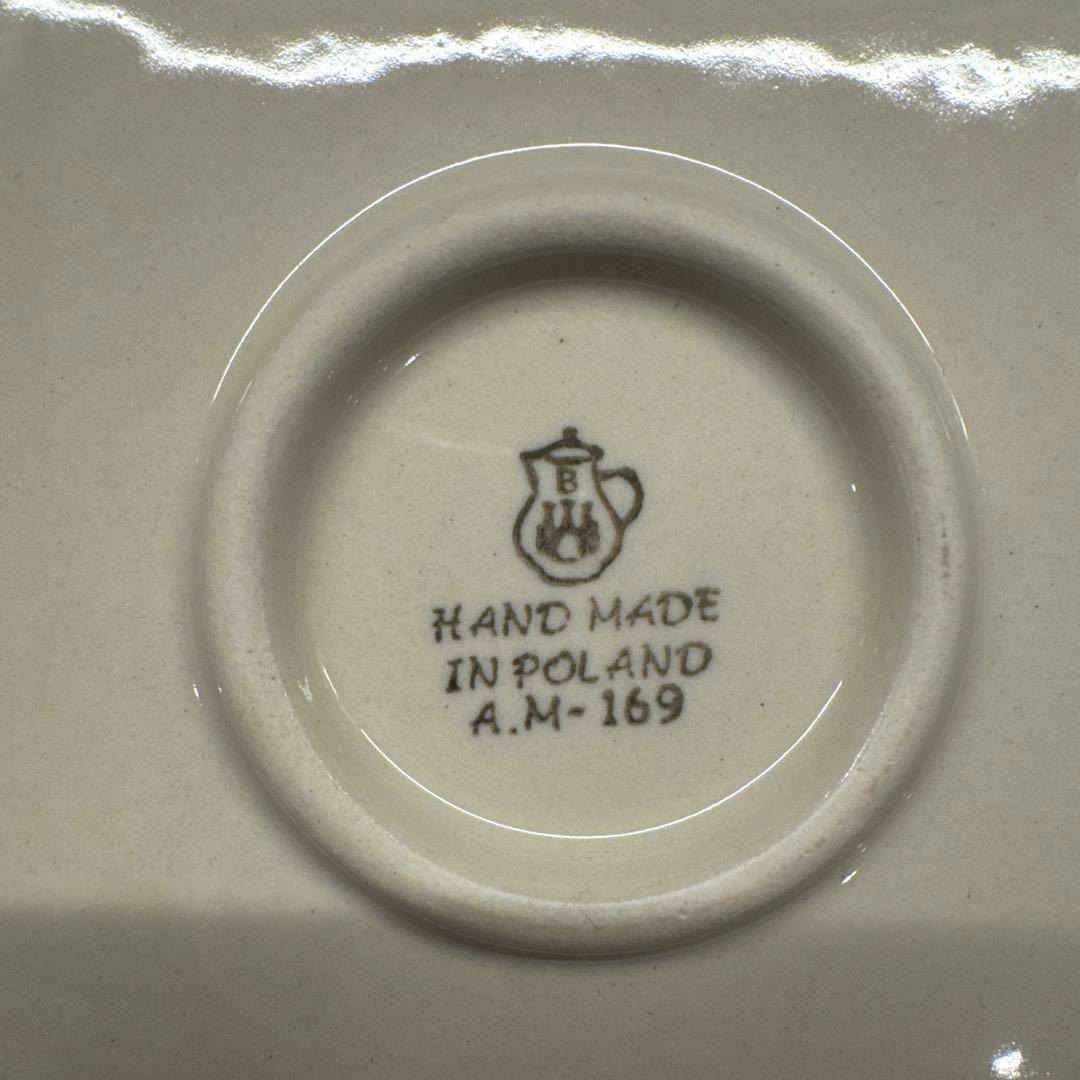 B
HAND MADE
IN POLAND
A.M-169